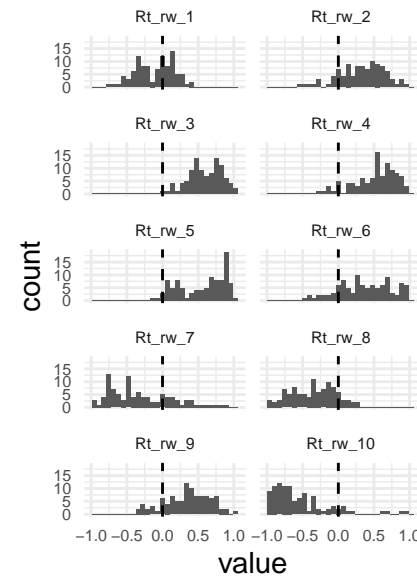 Rt_rw_1 Rt_rw_2
15
10
5
0
Rt_rw_3 Rt_rw_4
15
10
5
0
Rt_rw_5 Rt_rw_6
15
10
5
0
Rt_rw_7 Rt_rw_8
15
10
5
0
Rt_rw_9 Rt_rw_10
15
10
5
0
−1.0 −0.5 0.0 0.5 1.0 −1.0 −0.5 0.0 0.5 1.0
value
count